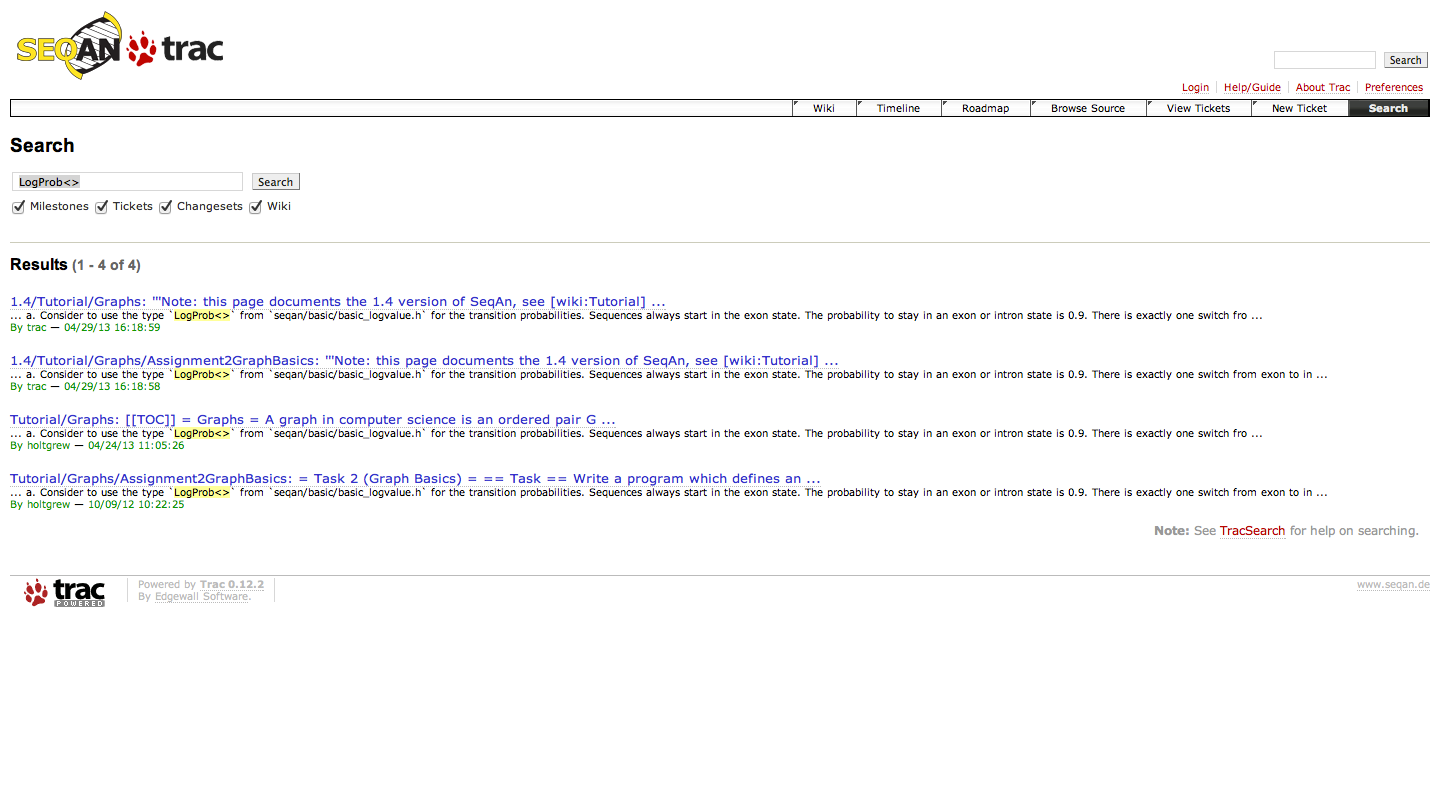 SEQAN trac
Search
Login Help/Guide About Trac Preferences
Wiki Timeline Roadmap Browse Source View Tickets New Ticket Search
Search
LogProb<> Search
Milestones Tickets Changesets Wiki
Results (1 - 4 of 4)
1.4/Tutorial/Graphs: '''Note: this page documents the 1.4 version of SeqAn, see [wiki:Tutorial] ...
... a. Consider to use the type `LogProb<>` from `seqan/basic/basic_logvalue.h` for the transition probabilities. Sequences always start in the exon state. The probability to stay in an exon or intron state is 0.9. There is exactly one switch fro ...
By trac — 04/29/13 16:18:59
1.4/Tutorial/Graphs/Assignment2GraphBasics: '''Note: this page documents the 1.4 version of SeqAn, see [wiki:Tutorial] ...
... a. Consider to use the type `LogProb<>` from `seqan/basic/basic_logvalue.h` for the transition probabilities. Sequences always start in the exon state. The probability to stay in an exon or intron state is 0.9. There is exactly one switch from exon to in ...
By trac — 04/29/13 16:18:58
Tutorial/Graphs: [[TOC]] = Graphs = A graph in computer science is an ordered pair G ...
... a. Consider to use the type `LogProb<>` from `seqan/basic/basic_logvalue.h` for the transition probabilities. Sequences always start in the exon state. The probability to stay in an exon or intron state is 0.9. There is exactly one switch fro ...
By holtgrew — 04/24/13 11:05:26
Tutorial/Graphs/Assignment2GraphBasics: = Task 2 (Graph Basics) = == Task == Write a program which defines an ...
... a. Consider to use the type `LogProb<>` from `seqan/basic/basic_logvalue.h` for the transition probabilities. Sequences always start in the exon state. The probability to stay in an exon or intron state is 0.9. There is exactly one switch from exon to in ...
By holtgrew — 10/09/12 10:22:25
Note: See TracSearch for help on searching.
trac POWERED
Powered by Trac 0.12.2
By Edgewall Software.
www.seqan.de